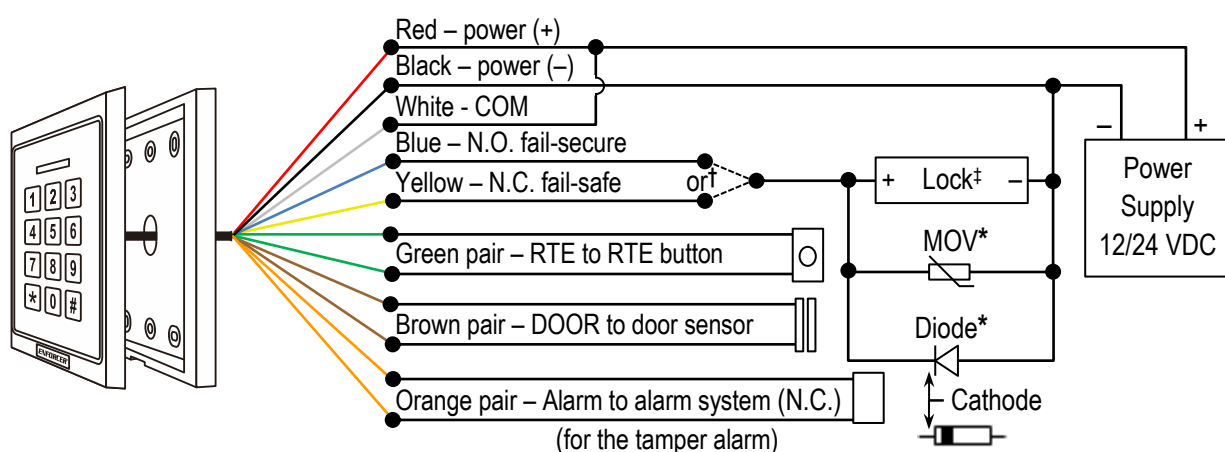 Red – power (+)
Black – power (–)
White - COM
Blue – N.O. fail-secure
Yellow – N.C. fail-safe
or†
Green pair – RTE to RTE button
Brown pair – DOOR to door sensor
Orange pair – Alarm to alarm system (N.C.)
(for the tamper alarm)
+ Lock‡ –
MOV*
Diode*
Cathode
– +
Power
Supply
12/24 VDC
1 2 3
4 5 6
7 8 9
* 0 #
ENFORCER